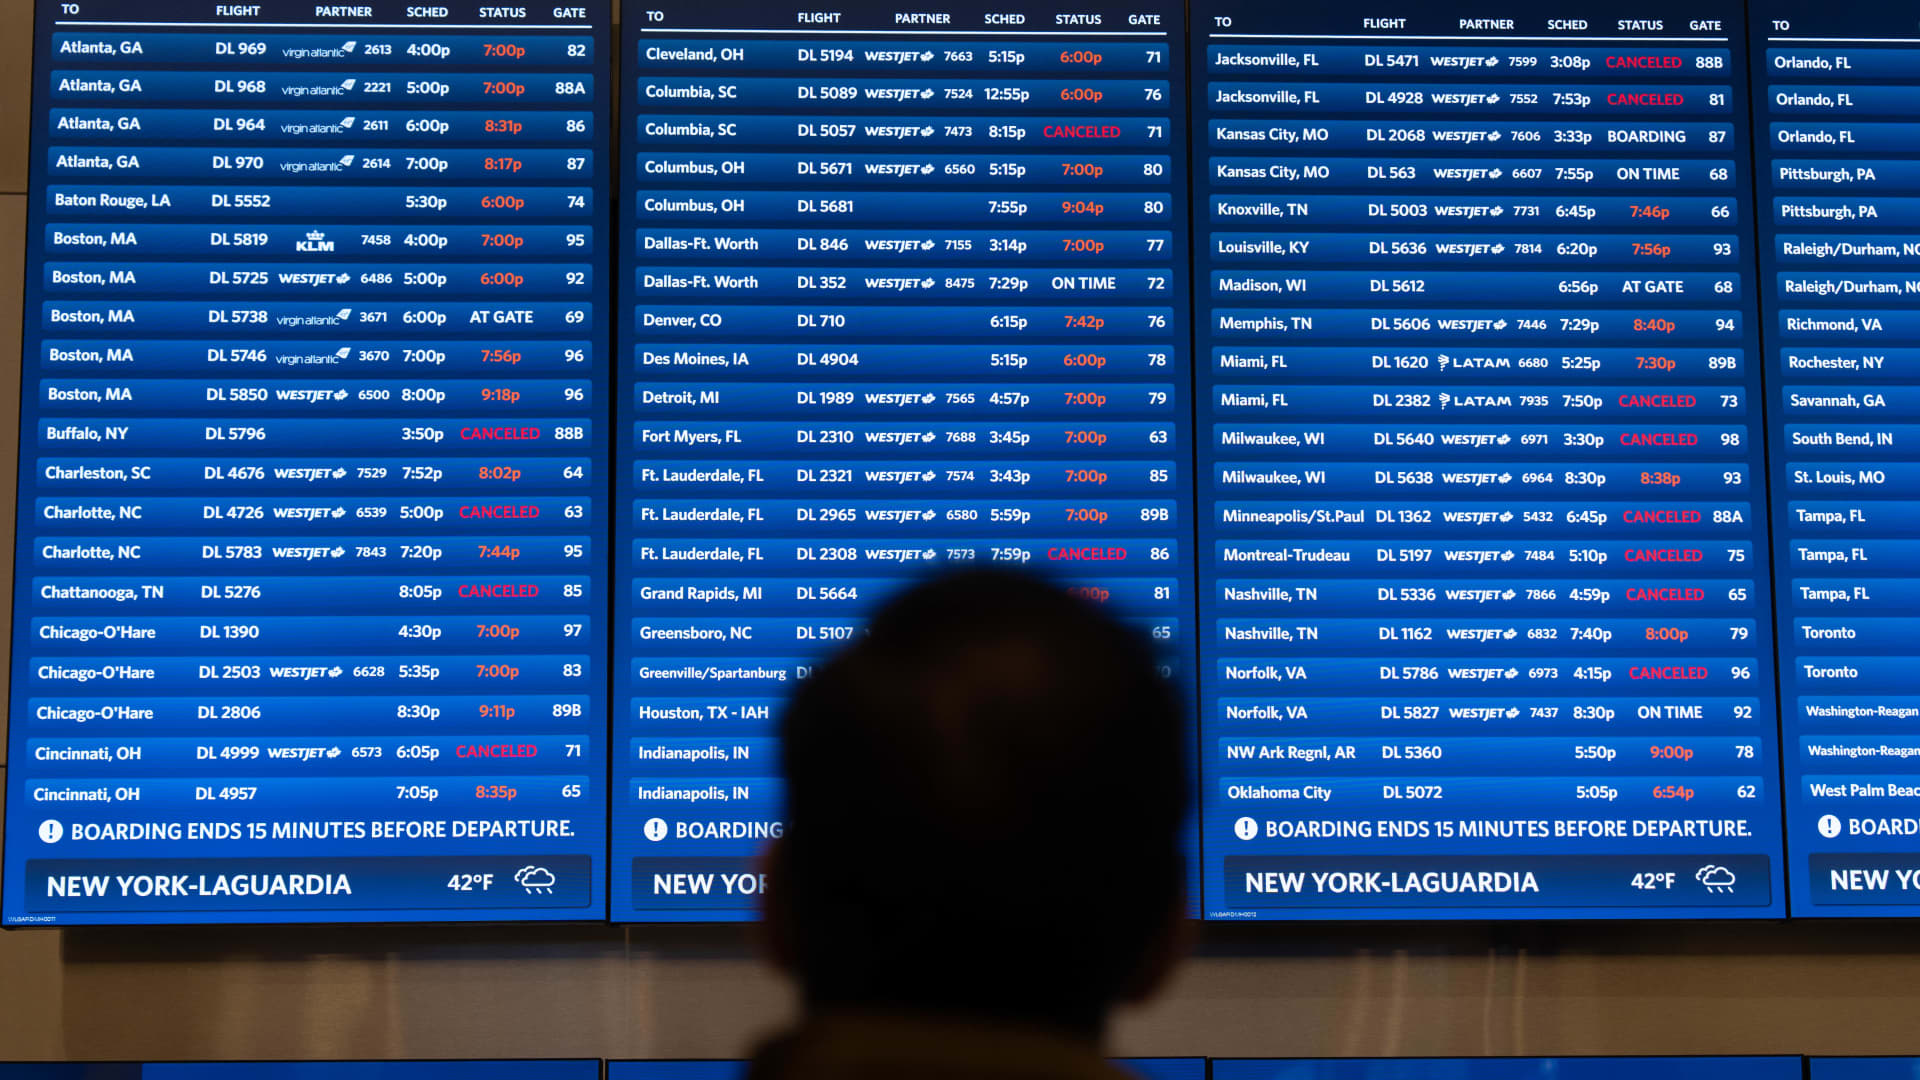 TO FLIGHT PARTNER SCHED STATUS GATE
Atlanta, GA DL 969 virgin atlantic 2613 4:00p 7:00p 82
Atlanta, GA DL 968 virgin atlantic 2221 5:00p 7:00p 88A
Atlanta, GA DL 964 virgin atlantic 2611 6:00p 8:31p 86
Atlanta, GA DL 970 virgin atlantic 2614 7:00p 8:17p 87
Baton Rouge, LA DL 5552 5:30p 6:00p 74
Boston, MA DL 5819 KLM 7458 4:00p 7:00p 95
Boston, MA DL 5725 WESTJET 6486 5:00p 6:00p 92
Boston, MA DL 5738 virgin atlantic 3671 6:00p AT GATE 69
Boston, MA DL 5746 virgin atlantic 3670 7:00p 7:56p 96
Boston, MA DL 5850 WESTJET 6500 8:00p 9:18p 96
Buffalo, NY DL 5796 3:50p CANCELED 88B
Charleston, SC DL 4676 WESTJET 7529 7:52p 8:02p 64
Charlotte, NC DL 4726 WESTJET 6539 5:00p CANCELED 63
Charlotte, NC DL 5783 WESTJET 7843 7:20p 7:44p 95
Chattanooga, TN DL 5276 8:05p CANCELED 85
Chicago-O'Hare DL 1390 4:30p 7:00p 97
Chicago-O'Hare DL 2503 WESTJET 6628 5:35p 7:00p 83
Chicago-O'Hare DL 2806 8:30p 9:11p 89B
Cincinnati, OH DL 4999 WESTJET 6573 6:05p CANCELED 71
Cincinnati, OH DL 4957 7:05p 8:35p 65
! BOARDING ENDS 15 MINUTES BEFORE DEPARTURE.
NEW YORK-LAGUARDIA 42°F
TO FLIGHT PARTNER SCHED STATUS GATE
Cleveland, OH DL 5194 WESTJET 7663 5:15p 6:00p 71
Columbia, SC DL 5089 WESTJET 7524 12:55p 6:00p 76
Columbia, SC DL 5057 WESTJET 7473 8:15p CANCELED 71
Columbus, OH DL 5671 WESTJET 6560 5:15p 7:00p 80
Columbus, OH DL 5681 7:55p 9:04p 80
Dallas-Ft. Worth DL 846 WESTJET 7155 3:14p 7:00p 77
Dallas-Ft. Worth DL 352 WESTJET 8475 7:29p ON TIME 72
Denver, CO DL 710 6:15p 7:42p 76
Des Moines, IA DL 4904 5:15p 6:00p 78
Detroit, MI DL 1989 WESTJET 7565 4:57p 7:00p 79
Fort Myers, FL DL 2310 WESTJET 7688 3:45p 7:00p 63
Ft. Lauderdale, FL DL 2321 WESTJET 7574 3:43p 7:00p 85
Ft. Lauderdale, FL DL 2965 WESTJET 6580 5:59p 7:00p 89B
Ft. Lauderdale, FL DL 2308 WESTJET 7573 7:59p CANCELED 86
Grand Rapids, MI DL 5664 81
Greensboro, NC DL 5107 65
Greenville/Spartanburg DL
Houston, TX - IAH
Indianapolis, IN
Indianapolis, IN
! BOARDING
NEW YOR
TO FLIGHT PARTNER SCHED STATUS GATE
Jacksonville, FL DL 5471 WESTJET 7599 3:08p CANCELED 88B
Jacksonville, FL DL 4928 WESTJET 7552 7:53p CANCELED 81
Kansas City, MO DL 2068 WESTJET 7606 3:33p BOARDING 87
Kansas City, MO DL 563 WESTJET 6607 7:55p ON TIME 68
Knoxville, TN DL 5003 WESTJET 7731 6:45p 7:46p 66
Louisville, KY DL 5636 WESTJET 7814 6:20p 7:56p 93
Madison, WI DL 5612 6:56p AT GATE 68
Memphis, TN DL 5606 WESTJET 7446 7:29p 8:40p 94
Miami, FL DL 1620 LATAM 6680 5:25p 7:30p 89B
Miami, FL DL 2382 LATAM 7935 7:50p CANCELED 73
Milwaukee, WI DL 5640 WESTJET 6971 3:30p CANCELED 98
Milwaukee, WI DL 5638 WESTJET 6964 8:30p 8:38p 93
Minneapolis/St.Paul DL 1362 WESTJET 5432 6:45p CANCELED 88A
Montreal-Trudeau DL 5197 WESTJET 7484 5:10p CANCELED 75
Nashville, TN DL 5336 WESTJET 7866 4:59p CANCELED 65
Nashville, TN DL 1162 WESTJET 6832 7:40p 8:00p 79
Norfolk, VA DL 5786 WESTJET 6973 4:15p CANCELED 96
Norfolk, VA DL 5827 WESTJET 7437 8:30p ON TIME 92
NW Ark Regnl, AR DL 5360 5:50p 9:00p 78
Oklahoma City DL 5072 5:05p 6:54p 62
! BOARDING ENDS 15 MINUTES BEFORE DEPARTURE.
NEW YORK-LAGUARDIA 42°F
TO
Orlando, FL
Orlando, FL
Orlando, FL
Pittsburgh, PA
Pittsburgh, PA
Raleigh/Durham, NC
Raleigh/Durham, NC
Richmond, VA
Rochester, NY
Savannah, GA
South Bend, IN
St. Louis, MO
Tampa, FL
Tampa, FL
Tampa, FL
Toronto
Toronto
Washington-Reagan
Washington-Reagan
West Palm Beac
! BOARD
NEW YO